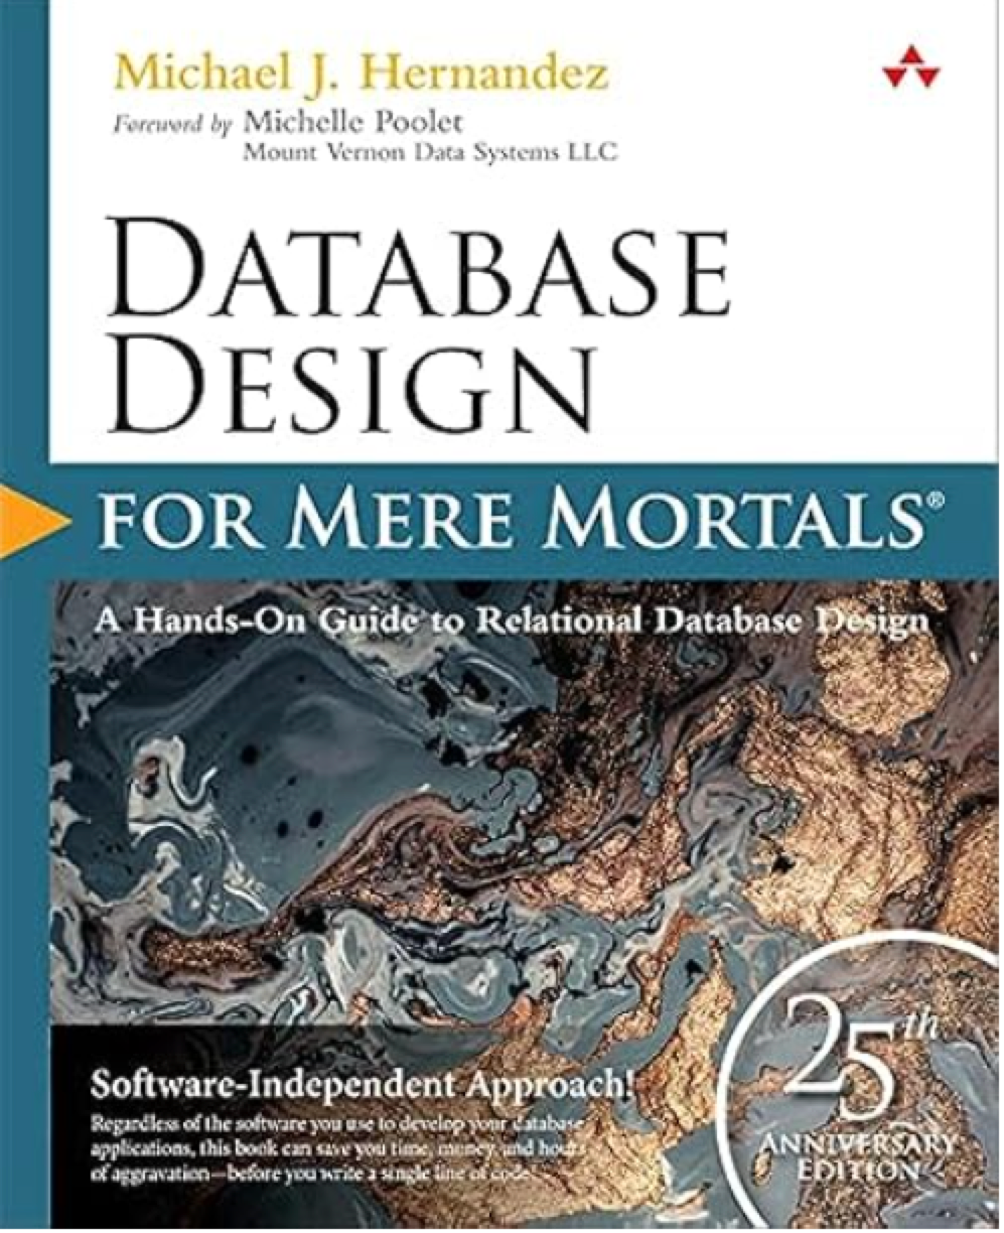 Michael J. Hernandez
Foreword by Michelle Poolet
Mount Vernon Data Systems LLC
DATABASE
DESIGN
FOR MERE MORTALS®
A Hands-On Guide to Relational Database Design
25th
ANNIVERSARY
EDITION
Software-Independent Approach!
Regardless of the software you use to develop your database
applications, this book can save you time, money, and hours
of aggravation—before you write a single line of code!